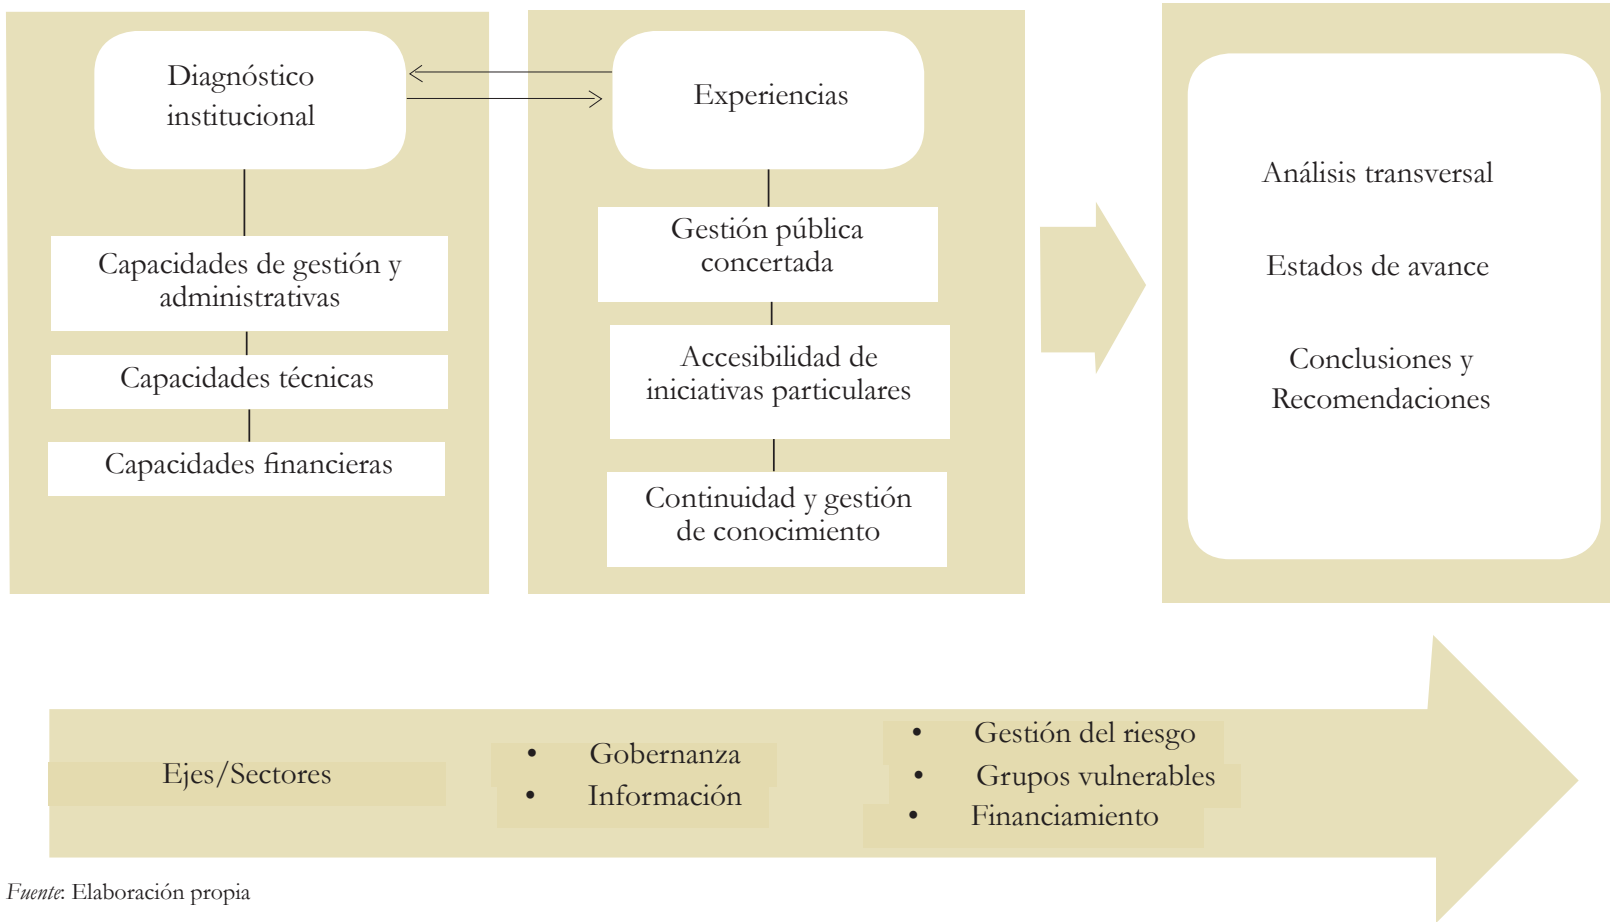 Diagnóstico
institucional
Capacidades de gestión y
administrativas
Capacidades técnicas
Capacidades financieras
Experiencias
Gestión pública
concertada
Accesibilidad de
iniciativas particulares
Continuidad y gestión
de conocimiento
Análisis transversal
Estados de avance
Conclusiones y
Recomendaciones
Ejes/Sectores
• Gobernanza
• Información
• Gestión del riesgo
• Grupos vulnerables
• Financiamiento
Fuente: Elaboración propia